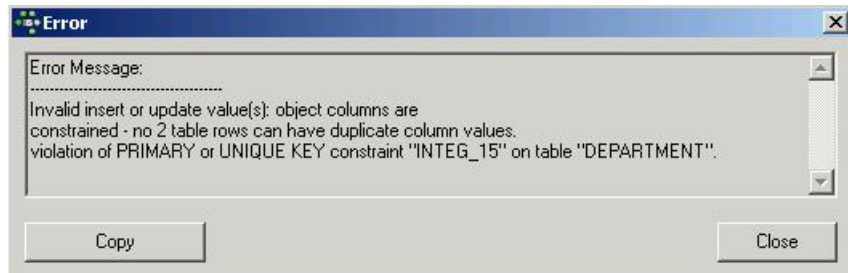 Error
Error Message:
-------------------------------------
Invalid insert or update value(s): object columns are
constrained - no 2 table rows can have duplicate column values.
violation of PRIMARY or UNIQUE KEY constraint "INTEG_15" on table "DEPARTMENT".
Copy Close